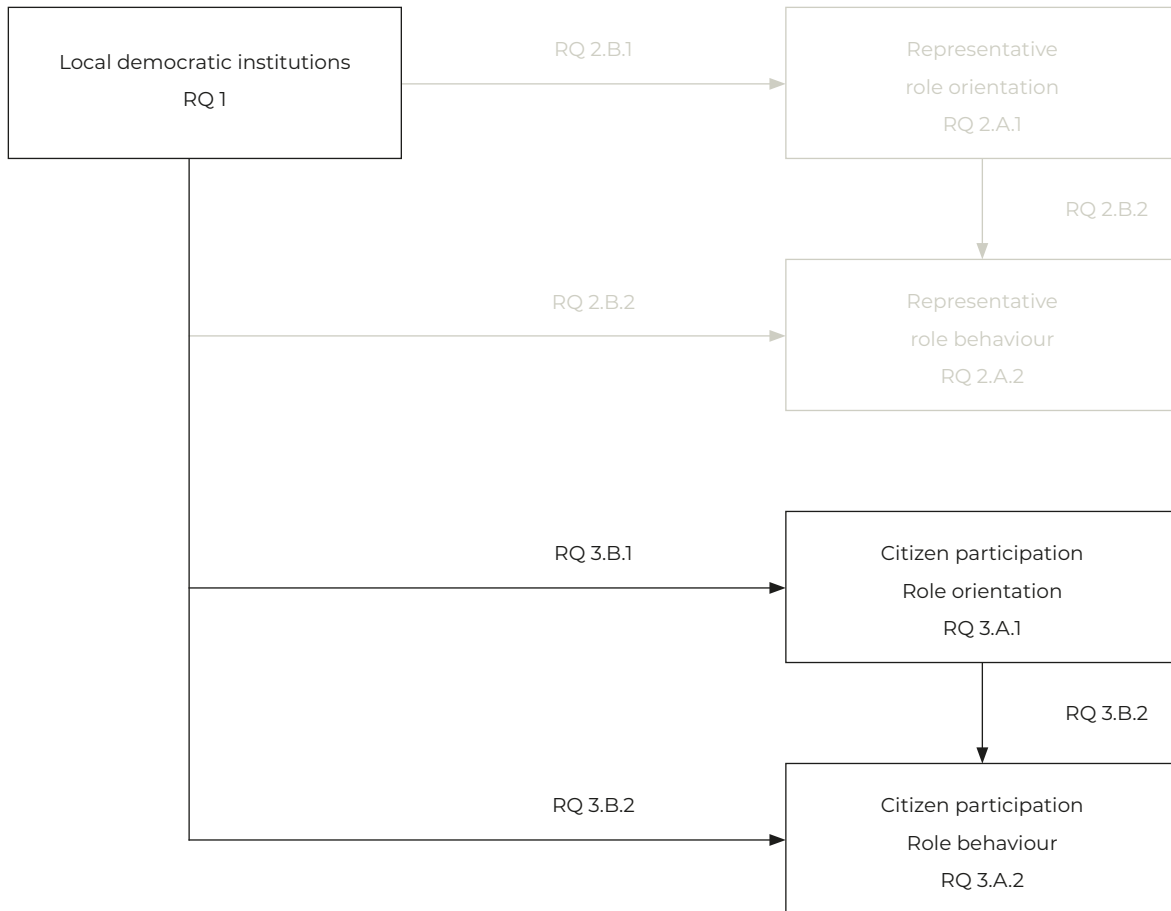 Local democratic institutions
RQ 1
RQ 2.B.1
Representative
role orientation
RQ 2.A.1
RQ 2.B.2
RQ 2.B.2
Representative
role behaviour
RQ 2.A.2
RQ 3.B.1
Citizen participation
Role orientation
RQ 3.A.1
RQ 3.B.2
RQ 3.B.2
Citizen participation
Role behaviour
RQ 3.A.2